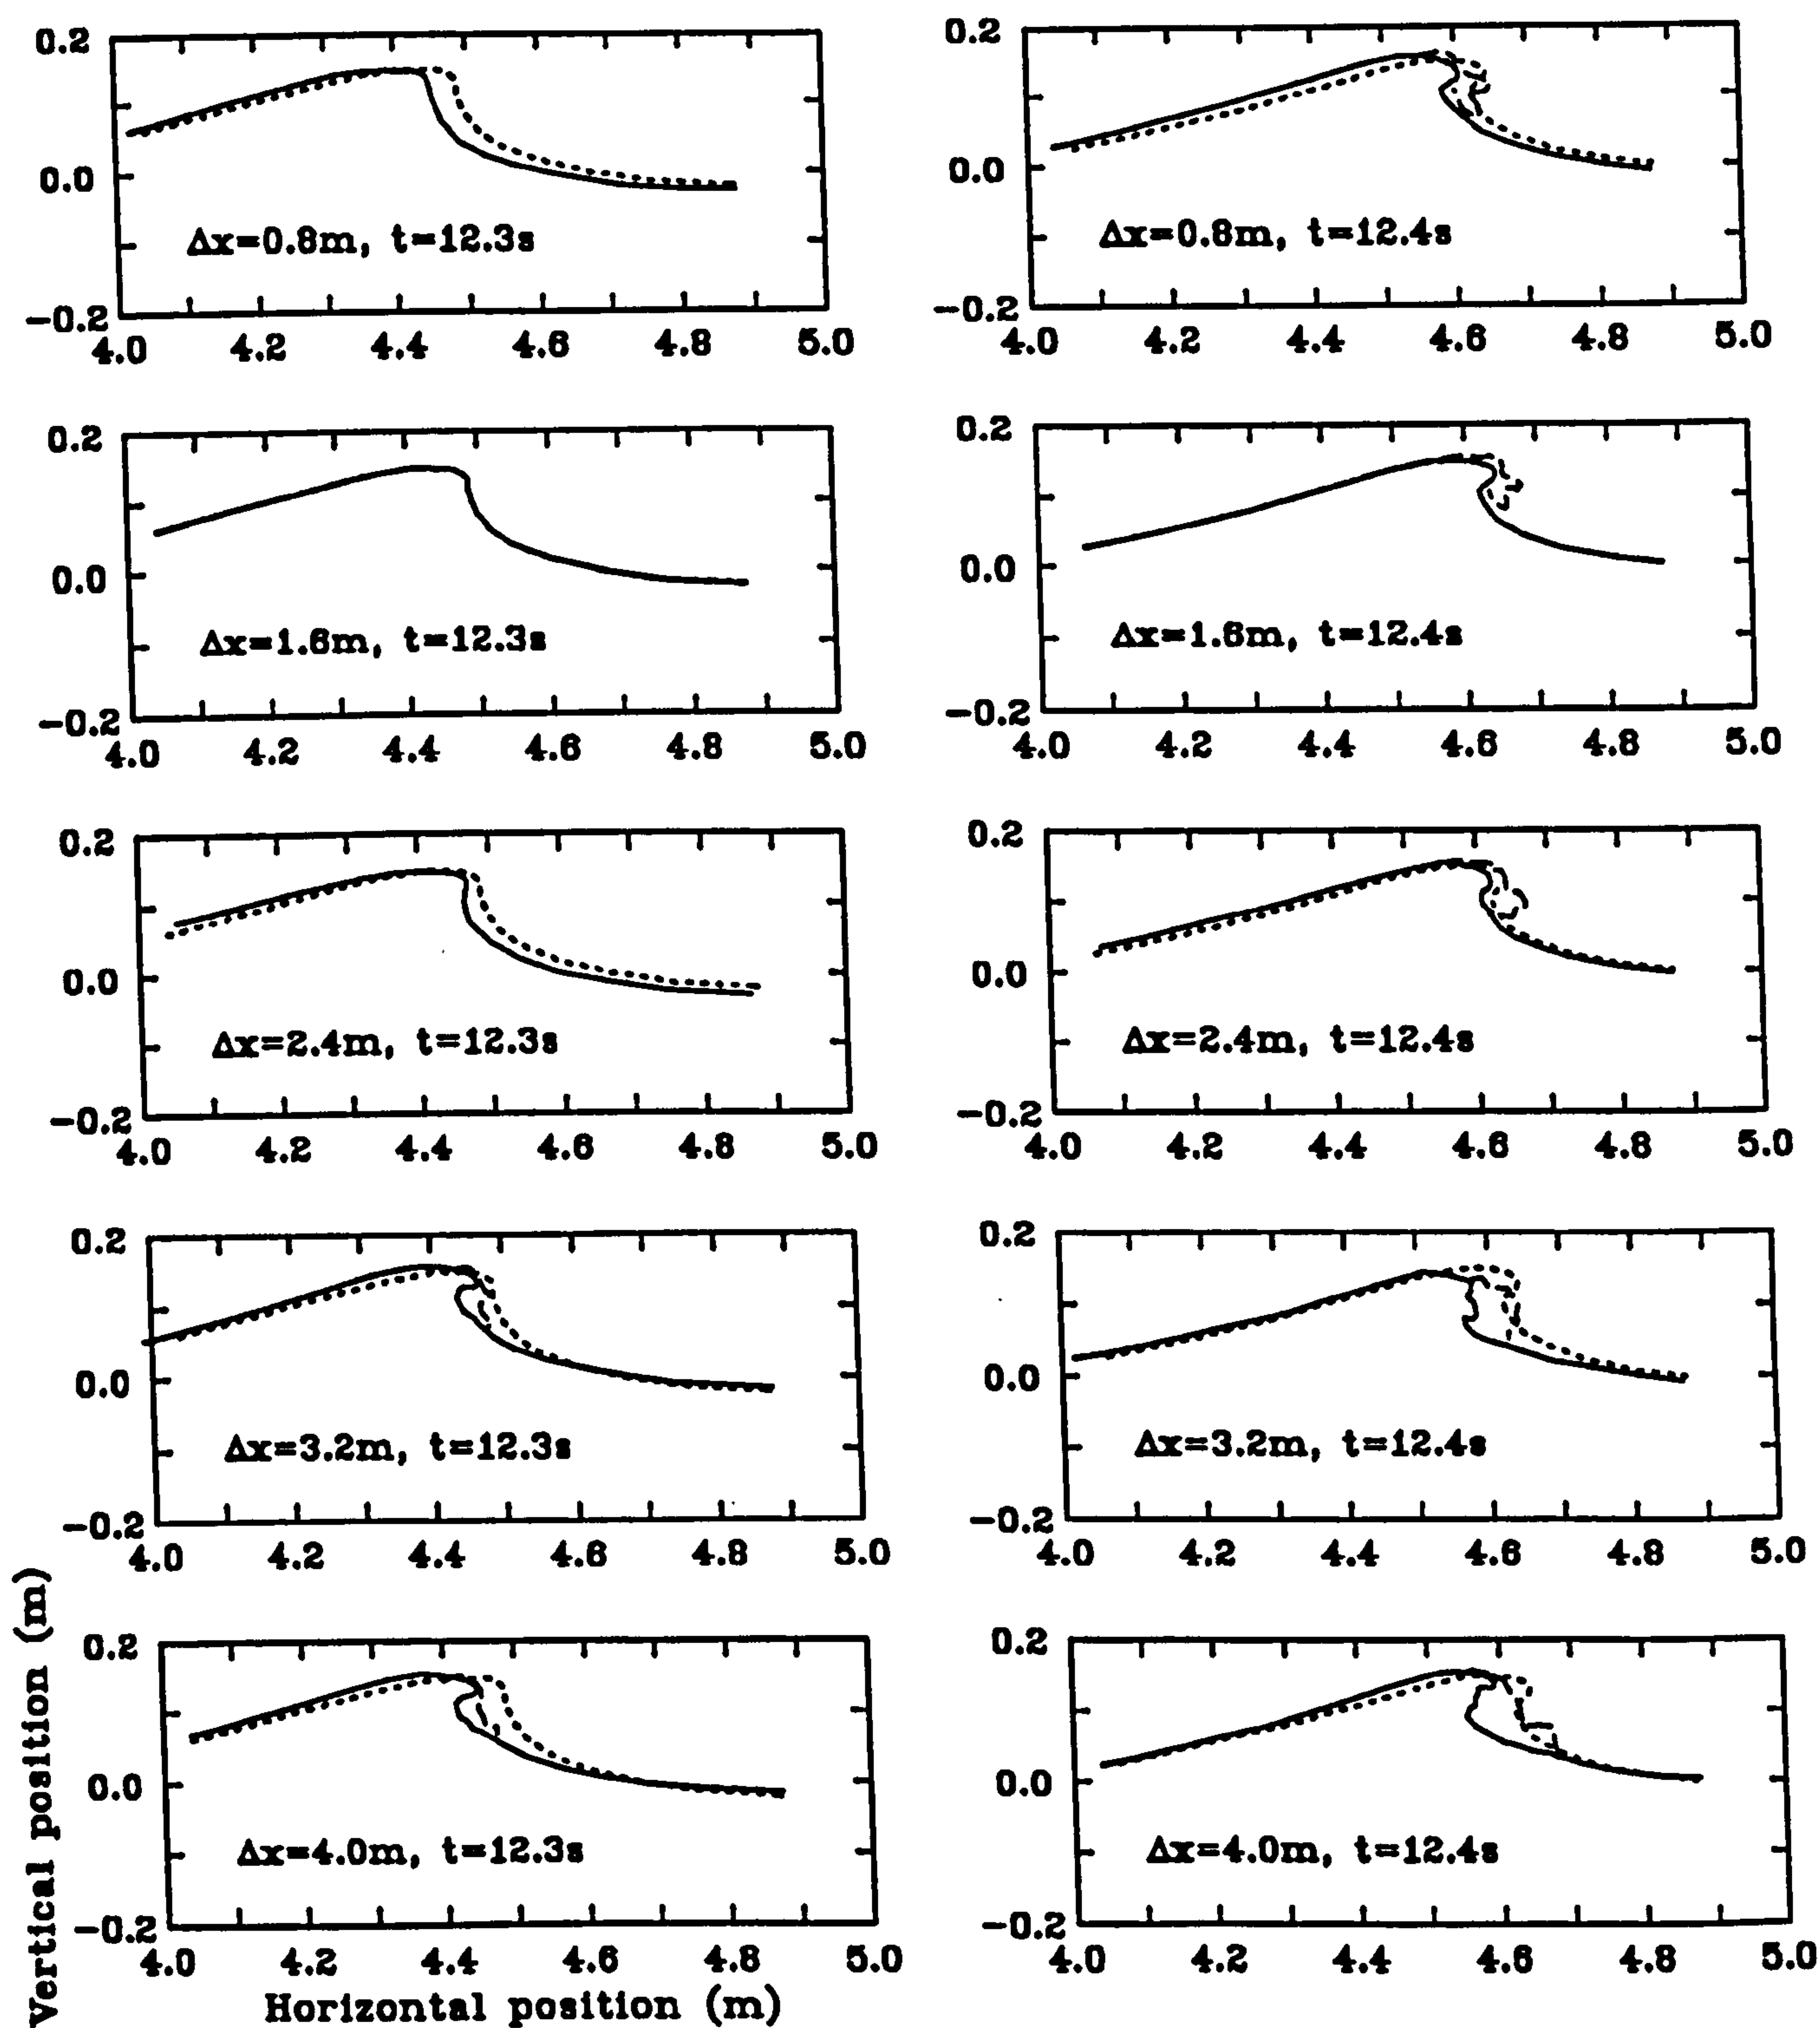 0.2 0.2
0.0 0.0
Δx=0.8m, t=12.3s Δx=0.8m, t=12.4s
-0.2 -0.2
4.0 4.2 4.4 4.6 4.8 5.0 4.0 4.2 4.4 4.6 4.8 5.0
0.2 0.2
0.0 0.0
Δx=1.6m, t=12.3s Δx=1.6m, t=12.4s
-0.2 -0.2
4.0 4.2 4.4 4.6 4.8 5.0 4.0 4.2 4.4 4.6 4.8 5.0
0.2 0.2
0.0 0.0
Δx=2.4m, t=12.3s Δx=2.4m, t=12.4s
-0.2 -0.2
4.0 4.2 4.4 4.6 4.8 5.0 4.0 4.2 4.4 4.6 4.8 5.0
0.2 0.2
0.0 0.0
Δx=3.2m, t=12.3s Δx=3.2m, t=12.4s
-0.2 -0.2
4.0 4.2 4.4 4.6 4.8 5.0 4.0 4.2 4.4 4.6 4.8 5.0
0.2 0.2
0.0 0.0
Δx=4.0m, t=12.3s Δx=4.0m, t=12.4s
-0.2 -0.2
4.0 4.2 4.4 4.6 4.8 5.0 4.0 4.2 4.4 4.6 4.8 5.0
Vertical position (m)
Horizontal position (m)